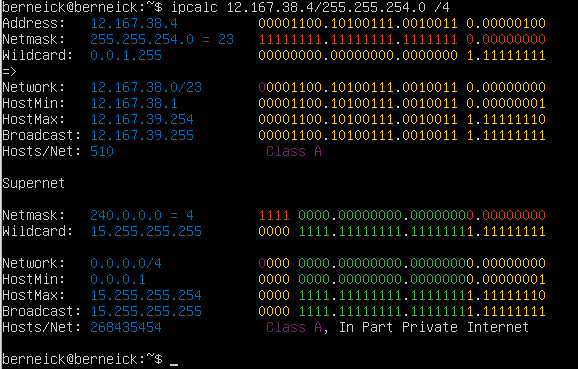 berneick@berneick:~$ ipcalc 12.167.38.4/255.255.254.0 /4
Address: 12.167.38.4 00001100.10100111.0010011 0.00000100
Netmask: 255.255.254.0 = 23 11111111.11111111.1111111 0.00000000
Wildcard: 0.0.1.255 00000000.00000000.0000000 1.11111111
=>
Network: 12.167.38.0/23 00001100.10100111.0010011 0.00000000
HostMin: 12.167.38.1 00001100.10100111.0010011 0.00000001
HostMax: 12.167.39.254 00001100.10100111.0010011 1.11111110
Broadcast: 12.167.39.255 00001100.10100111.0010011 1.11111111
Hosts/Net: 510 Class A
Supernet
Netmask: 240.0.0.0 = 4 1111 0000.00000000.00000000.00000000
Wildcard: 15.255.255.255 0000 1111.11111111.11111111.11111111
Network: 0.0.0.0/4 0000 0000.00000000.00000000.00000000
HostMin: 0.0.0.1 0000 0000.00000000.00000000.00000001
HostMax: 15.255.255.254 0000 1111.11111111.11111111.11111110
Broadcast: 15.255.255.255 0000 1111.11111111.11111111.11111111
Hosts/Net: 268435454 Class A, In Part Private Internet
berneick@berneick:~$ _